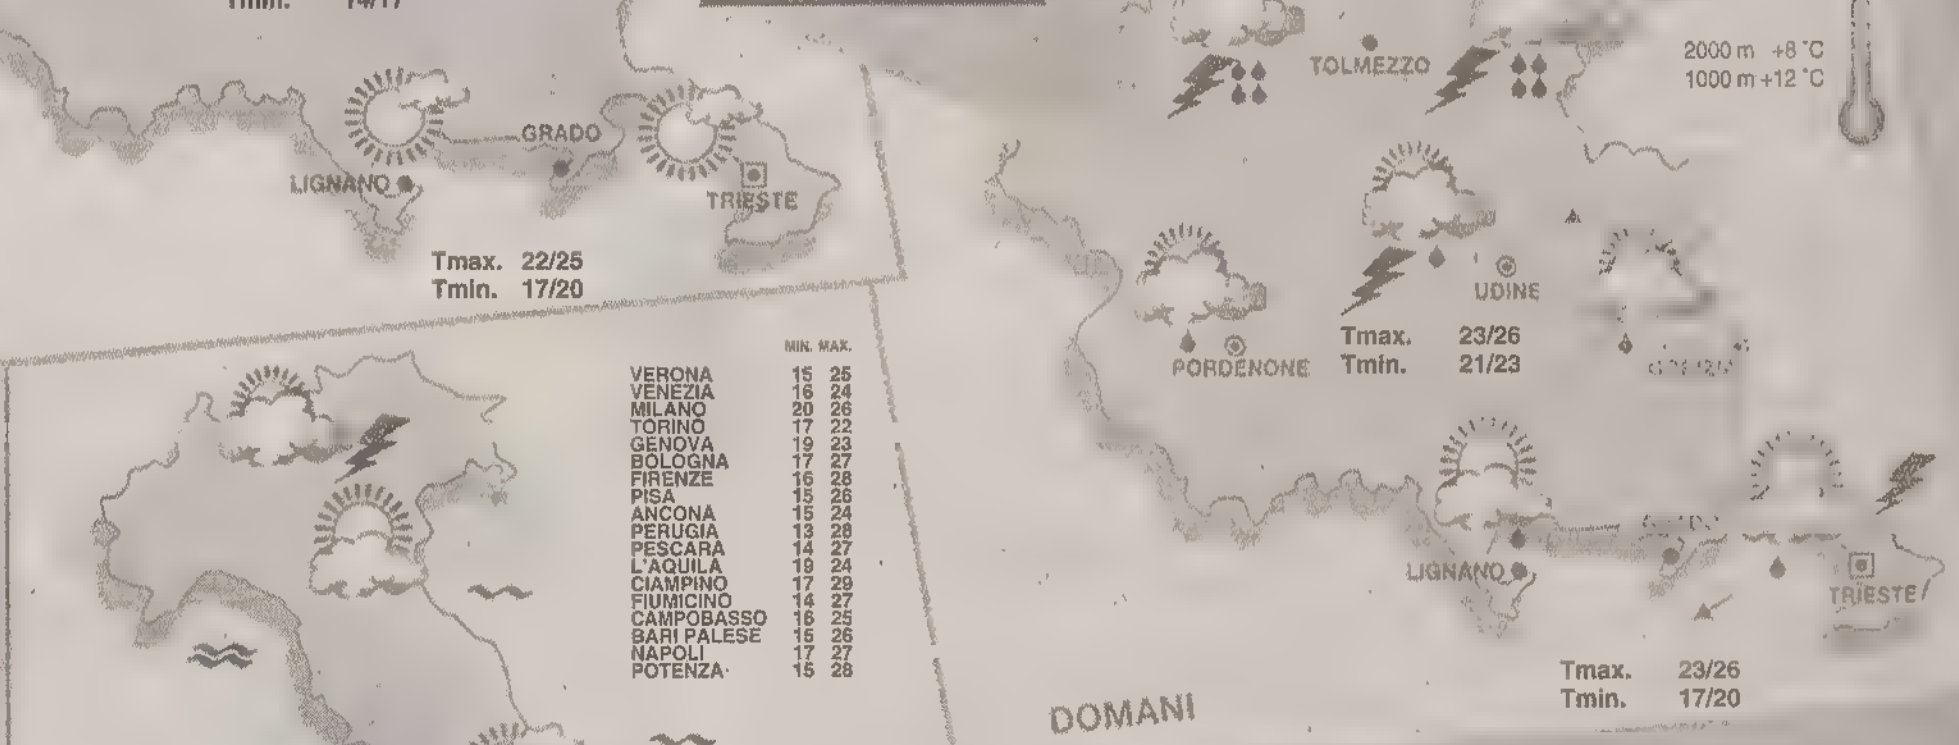 Tmin. 14/17
GRADO
LIGNANO
TRIESTE
Tmax. 22/25
Tmin. 17/20
MIN. MAX.
VERONA 15 25
VENEZIA 16 24
MILANO 20 26
TORINO 17 22
GENOVA 19 23
BOLOGNA 17 27
FIRENZE 16 28
PISA 15 26
ANCONA 15 24
PERUGIA 13 28
PESCARA 14 27
L'AQUILA 19 24
CIAMPINO 17 29
FIUMICINO 14 27
CAMPOBASSO 16 25
BARI PALESE 15 26
NAPOLI 17 27
POTENZA 15 28
TOLMEZZO
2000 m +8 °C
1000 m +12 °C
UDINE
Tmax. 23/26
Tmin. 21/23
PORDENONE
LIGNANO
TRIESTE
Tmax. 23/26
Tmin. 17/20
DOMANI